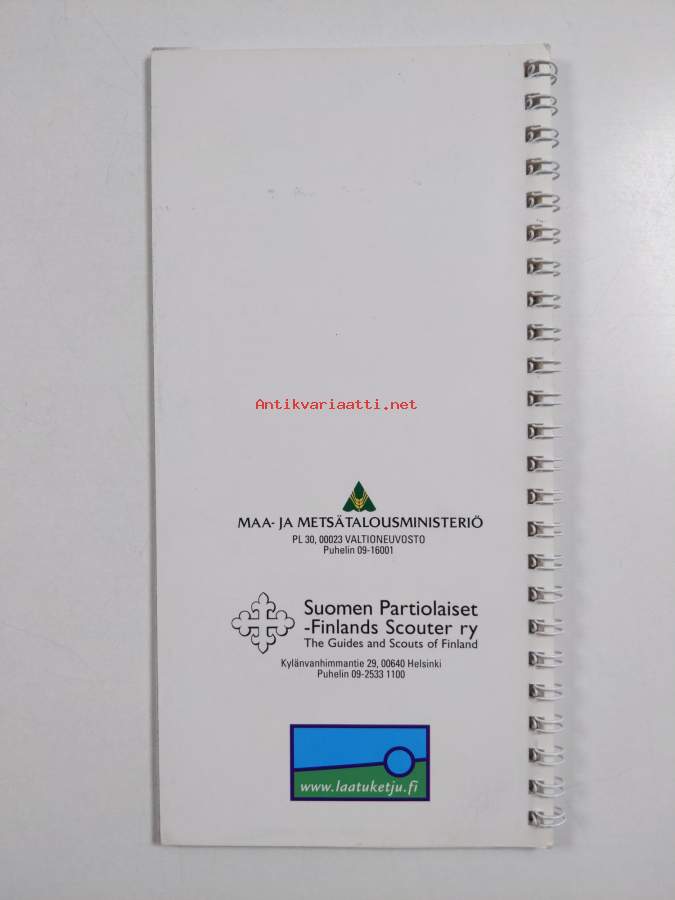 Antikvariaatti.net
MAA- JA METSÄTALOUSMINISTERIÖ
PL 30, 00023 VALTIONEUVOSTO
Puhelin 09-16001
Suomen Partiolaiset
-Finlands Scouter ry
The Guides and Scouts of Finland
Kylänvanhimmantie 29, 00640 Helsinki
Puhelin 09-2533 1100
www.laatuketju.fi